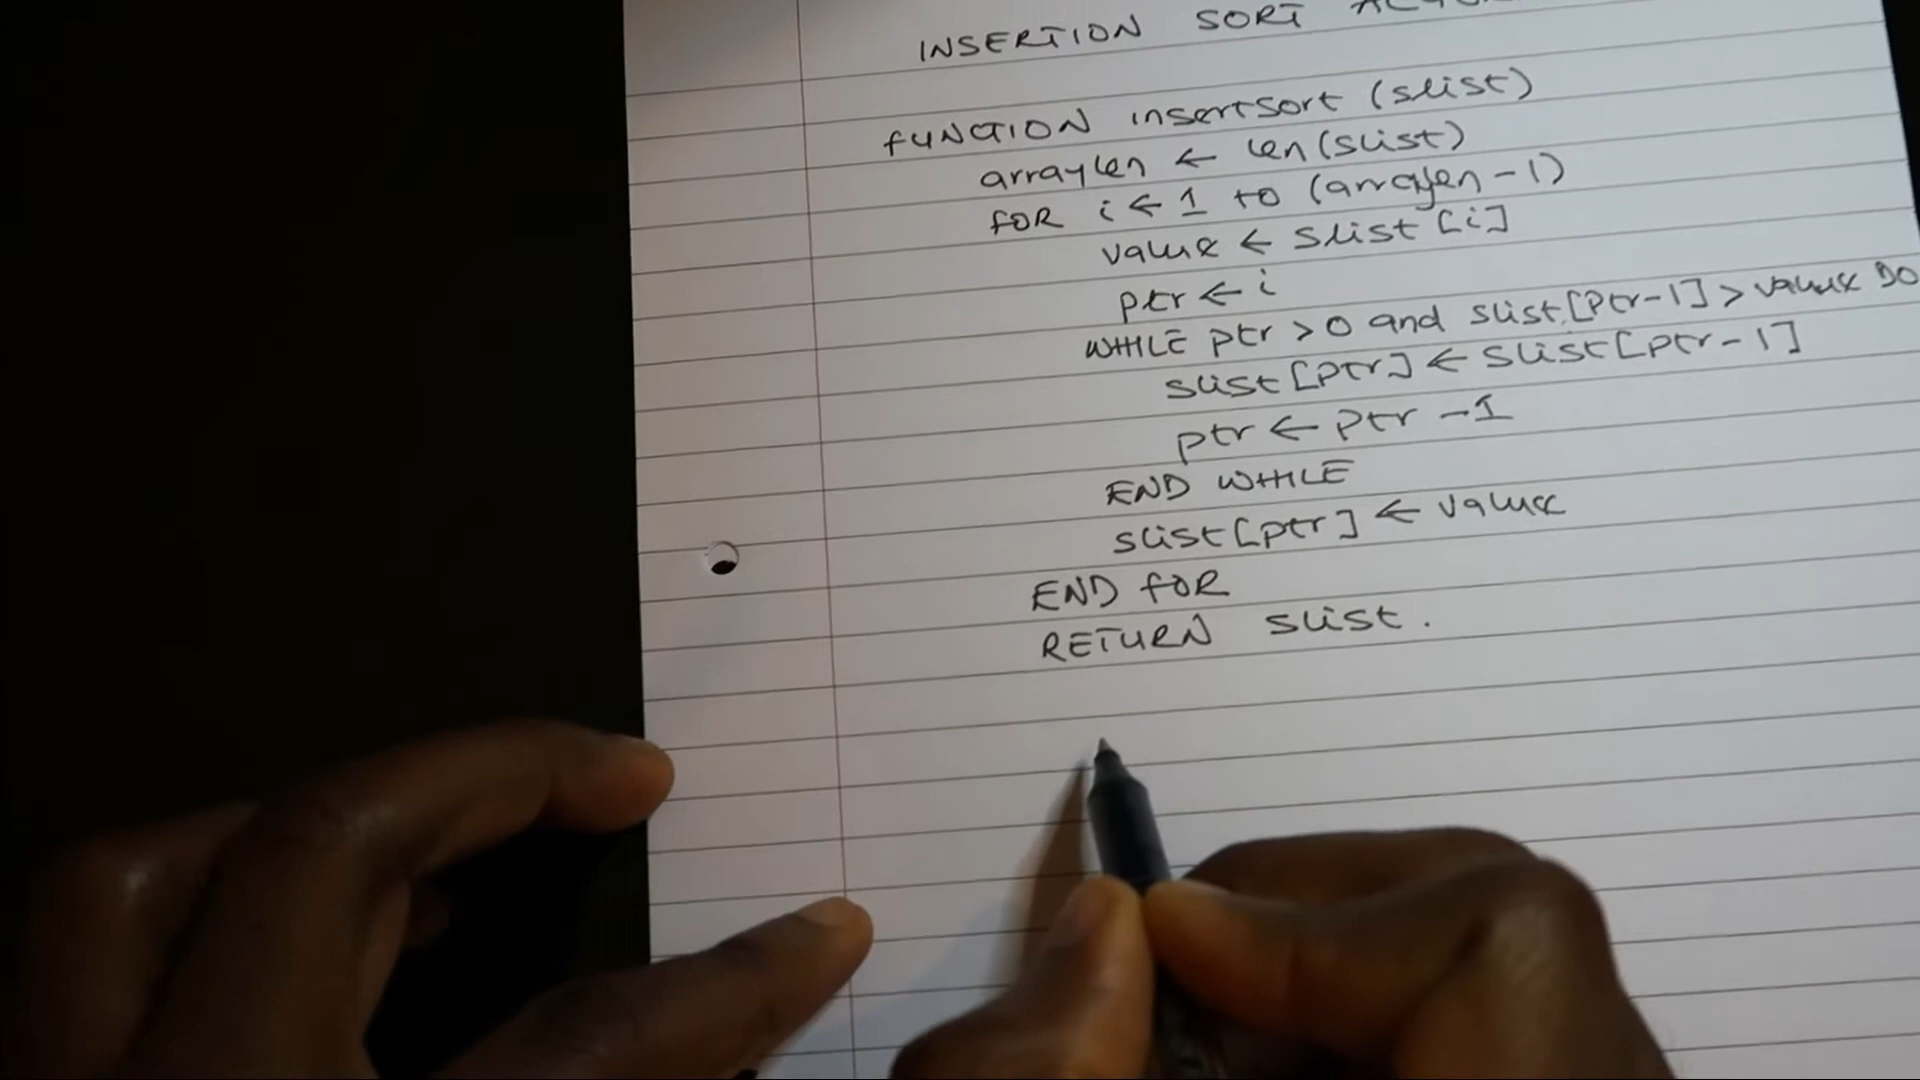 INSERTION SORT
FUNCTION insertsort (slist)
arraylen ← len(slist)
FOR i ← 1 to (arraylen - 1)
value ← slist [i]
ptr ← i
WHILE ptr > 0 and slist[ptr-1] > value DO
slist [ptr] ← slist[ptr-1]
ptr ← ptr -1
END WHILE
slist[ptr] ← value
END FOR
RETURN slist.